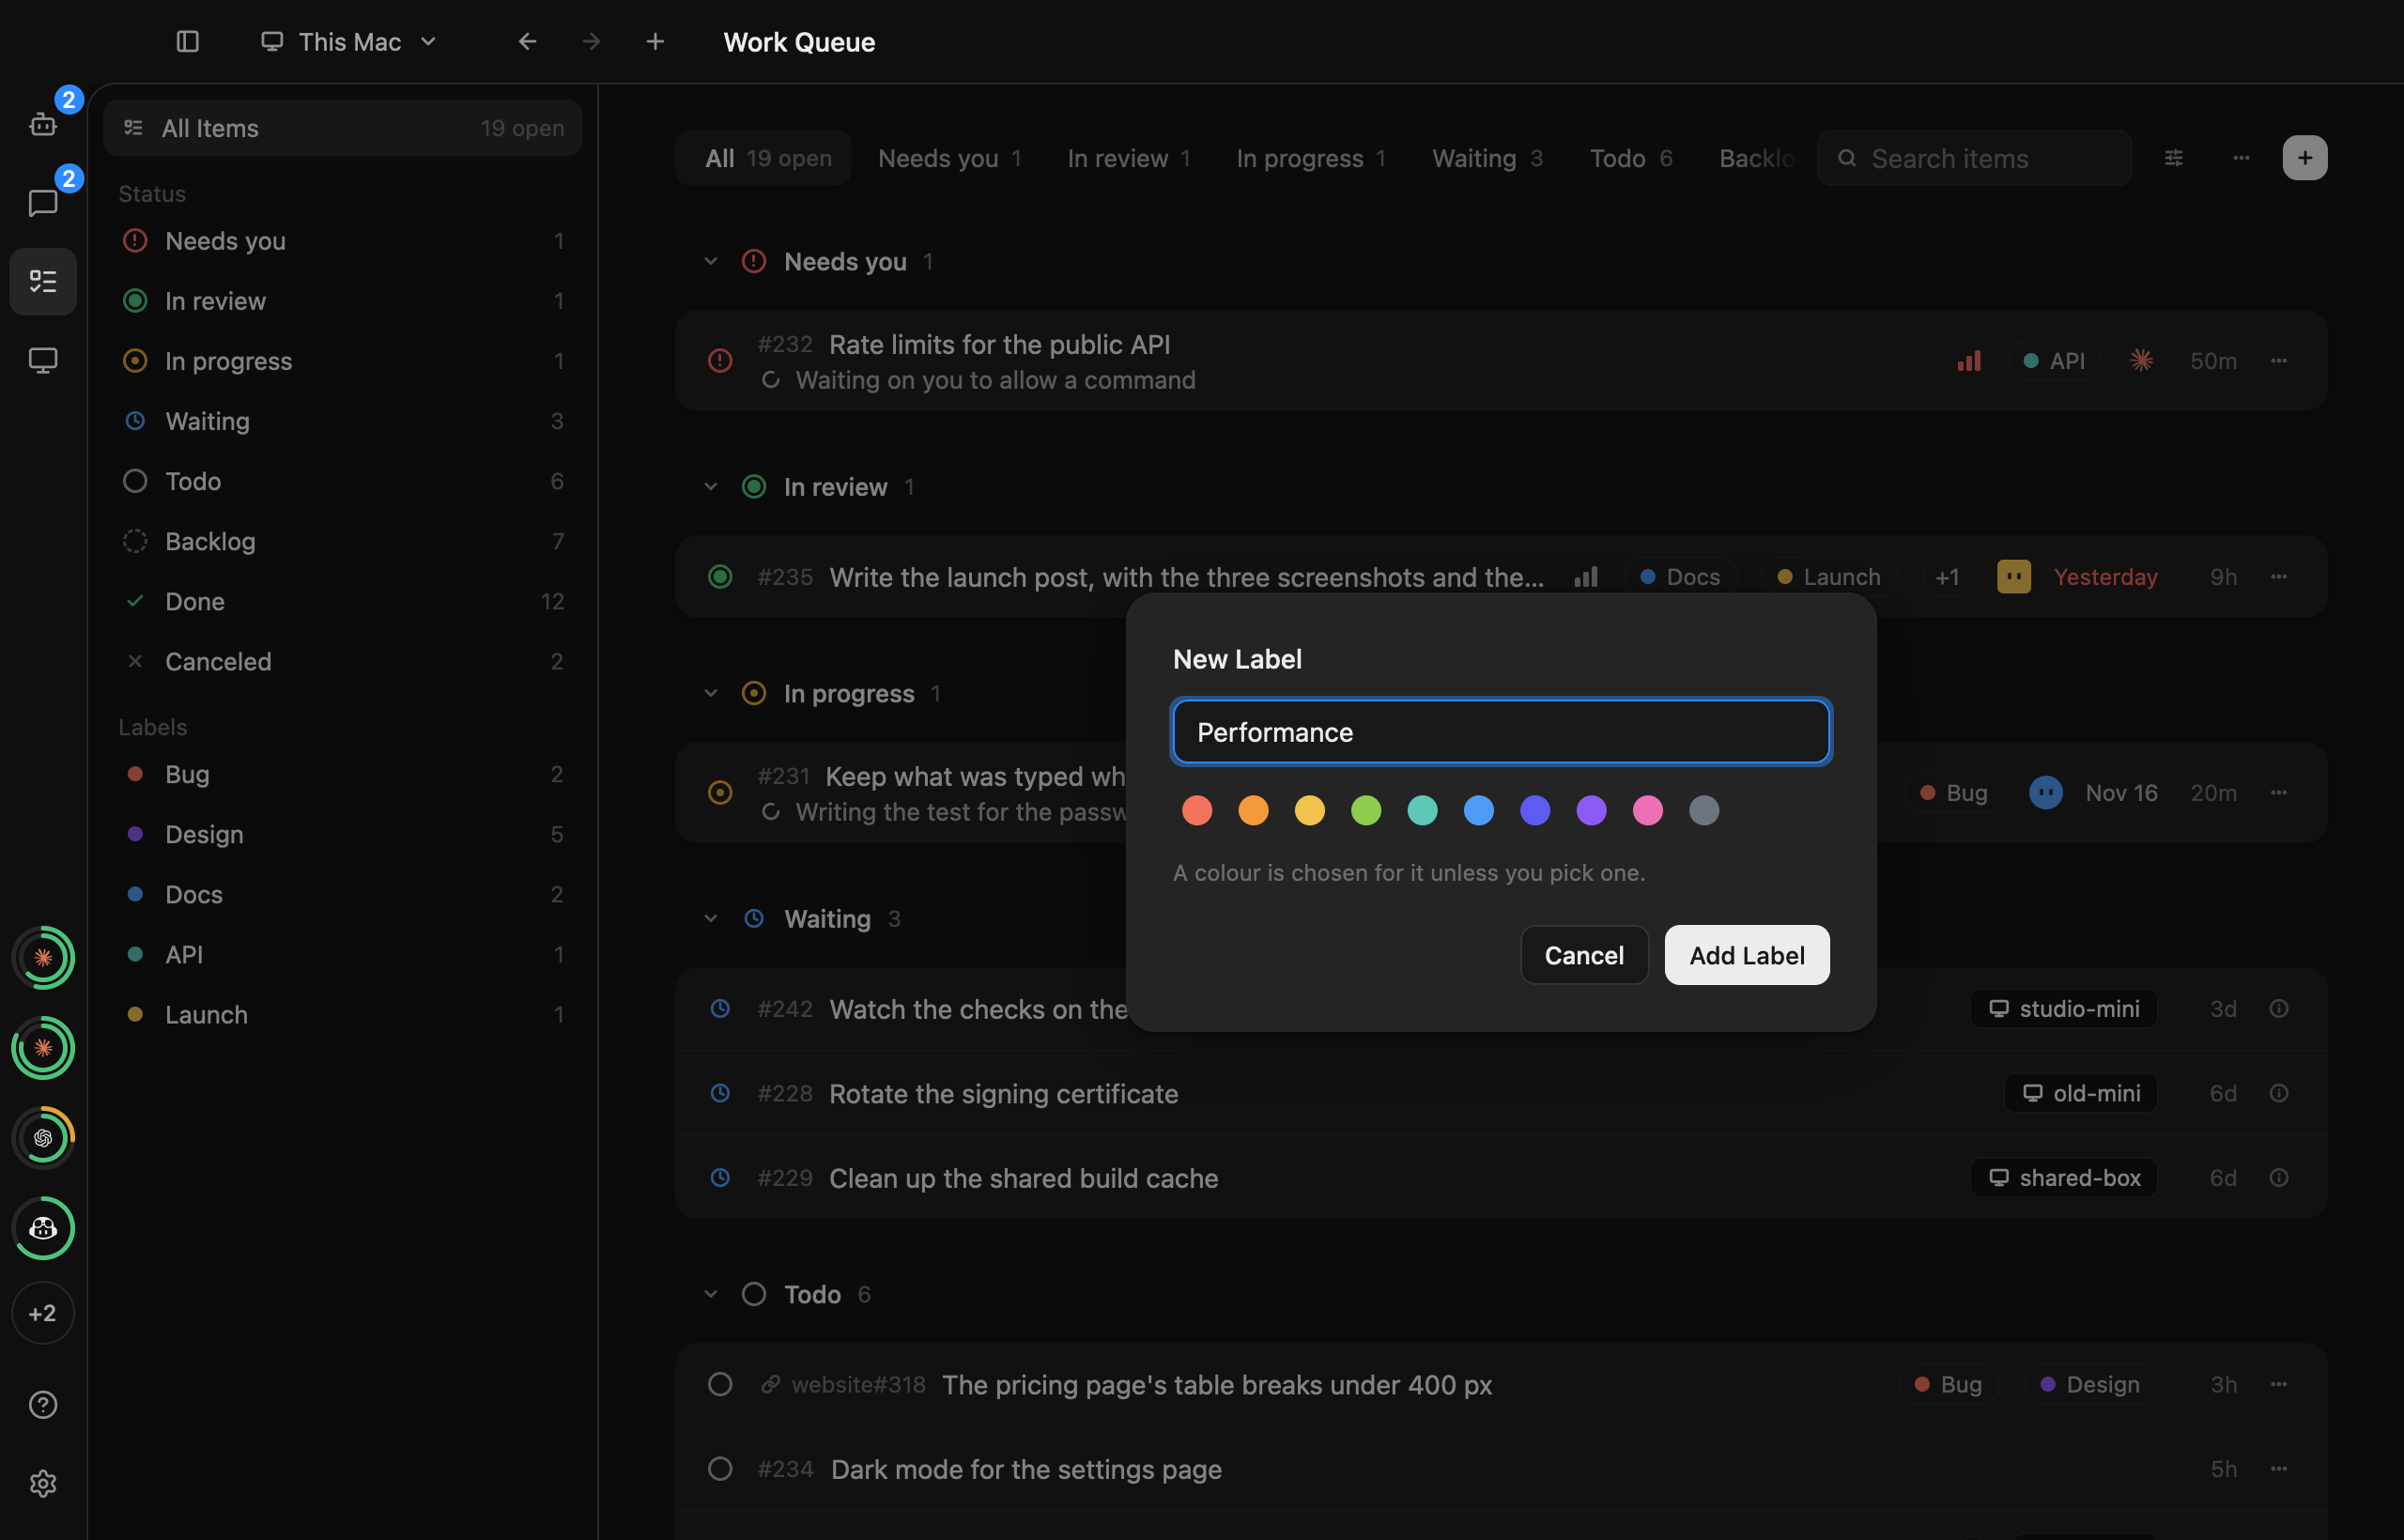 This Mac
Work Queue
2
2
+2
All Items 19 open
Status
Needs you 1
In review 1
In progress 1
Waiting 3
Todo 6
Backlog 7
Done 12
Canceled 2
Labels
Bug 2
Design 5
Docs 2
API 1
Launch 1
All 19 open Needs you 1 In review 1 In progress 1 Waiting 3 Todo 6 Backlo Search items
Needs you 1
#232 Rate limits for the public API API 50m
Waiting on you to allow a command
In review 1
#235 Write the launch post, with the three screenshots and the... Docs Launch +1 Yesterday 9h
In progress 1
#231 Keep what was typed wh Bug Nov 16 20m
Writing the test for the passw
New Label
Performance
A colour is chosen for it unless you pick one.
Cancel Add Label
Waiting 3
#242 Watch the checks on the studio-mini 3d
#228 Rotate the signing certificate old-mini 6d
#229 Clean up the shared build cache shared-box 6d
Todo 6
website#318 The pricing page's table breaks under 400 px Bug Design 3h
#234 Dark mode for the settings page 5h